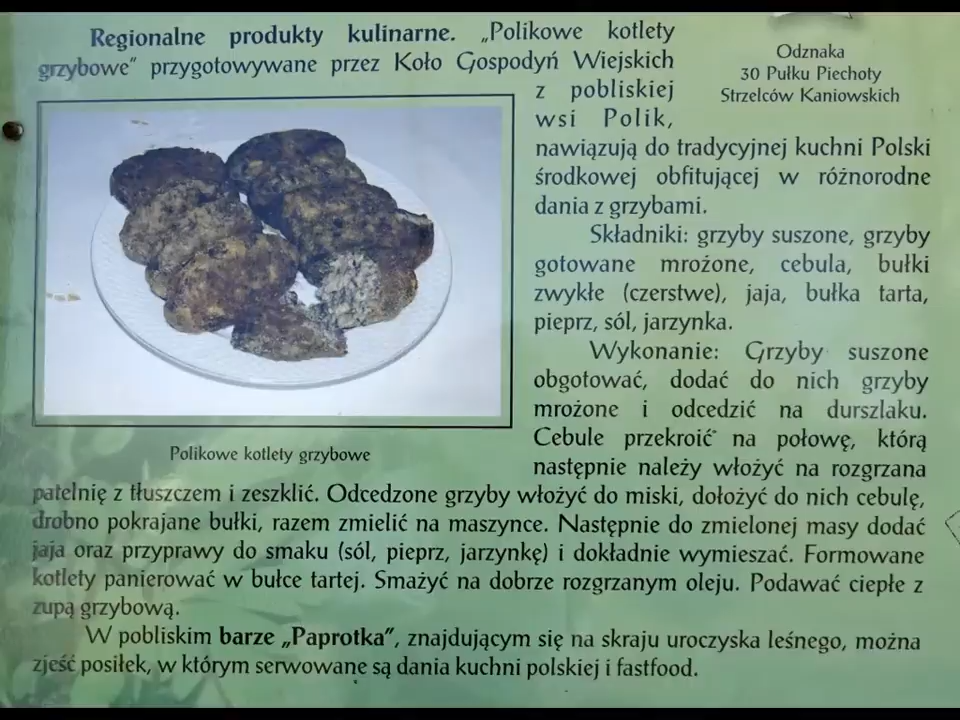 Regionalne produkty kulinarne. „Polikowe kotlety
grzybowe" przygotowywane przez Koło Gospodyń Wiejskich
z pobliskiej
wsi Polik,
nawiązują do tradycyjnej kuchni Polski
środkowej obfitującej w różnorodne
dania z grzybami.
Składniki: grzyby suszone, grzyby
gotowane mrożone, cebula, bułki
zwykłe (czerstwe), jaja, bułka tarta,
pieprz, sól, jarzynka.
Wykonanie: Grzyby suszone
obgotować, dodać do nich grzyby
mrożone i odcedzić na durszlaku.
Cebule przekroić na połowę, którą
następnie należy włożyć na rozgrzana
patelnię z tłuszczem i zeszklić. Odcedzone grzyby włożyć do miski, dołożyć do nich cebulę,
drobno pokrajane bułki, razem zmielić na maszynce. Następnie do zmielonej masy dodać
jaja oraz przyprawy do smaku (sól, pieprz, jarzynkę) i dokładnie wymieszać. Formowane
kotlety panierować w bułce tartej. Smażyć na dobrze rozgrzanym oleju. Podawać ciepłe z
zupą grzybową.
W pobliskim barze „Paprotka", znajdującym się na skraju uroczyska leśnego, można
zjeść posiłek, w którym serwowane są dania kuchni polskiej i fastfood.
Odznaka
30 Pułku Piechoty
Strzelców Kaniowskich
Polikowe kotlety grzybowe